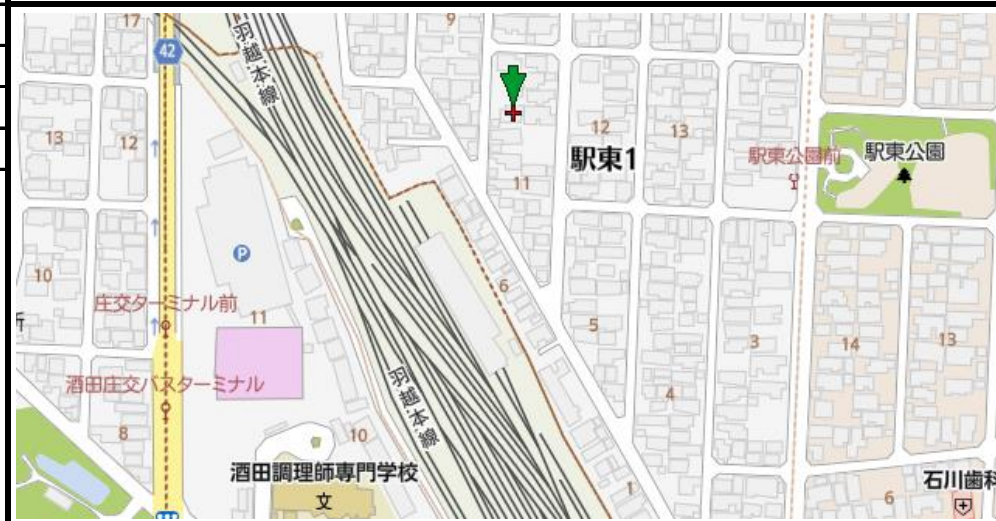 17
42
羽越本線
9
13
12
12
13
駅東1
駅東公園前
駅東公園
11
10
P
6
庄交ターミナル前
11
5
3
14
13
酒田庄交バスターミナル
羽越本線
4
8
10
酒田調理師専門学校
文
1
6
石川歯科